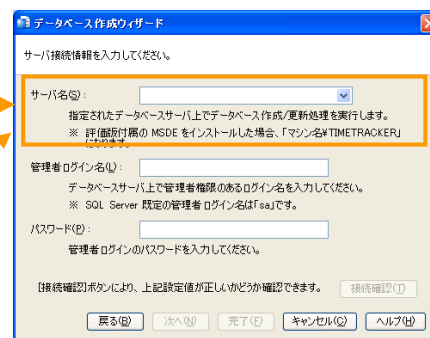 データベース作成ウィザード
サーバ接続情報を入力してください。
サーバ名(S):
指定されたデータベースサーバ上でデータベース作成/更新処理を実行します。
※ 評価版付属の MSDE をインストールした場合、「マシン名¥TIMETRACKER」
になります。
管理者ログイン名(L):
データベースサーバ上で管理者権限のあるログイン名を入力してください。
※ SQL Server 既定の管理者ログイン名は「sa」です。
パスワード(P):
管理者ログインのパスワードを入力してください。
[接続確認]ボタンにより、上記設定値が正しいかどうか確認できます。 接続確認(T)
戻る(B) 次へ(N) 完了(F) キャンセル(C) ヘルプ(H)